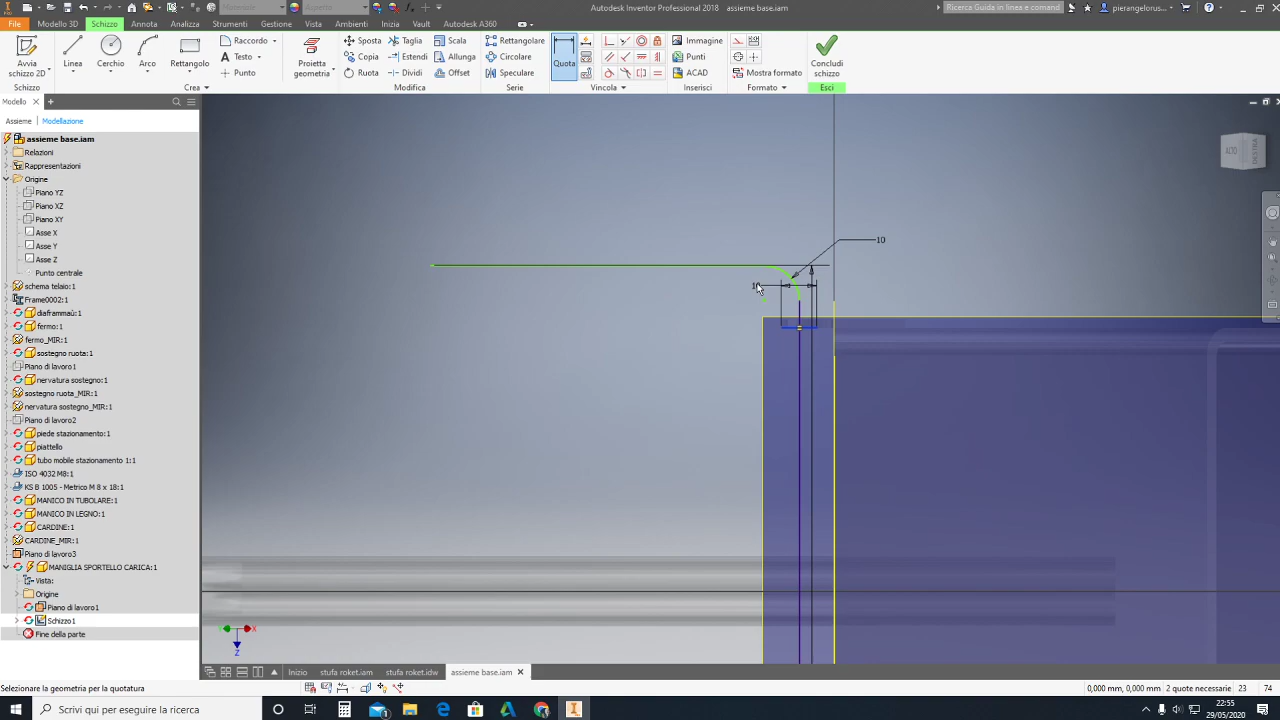 Materiale
Aspetto
Autodesk Inventor Professional 2018   assieme base.iam
Ricerca Guida in linea e comandi
pierangelorus...
File
Modello 3D
Schizzo
Annota
Analizza
Strumenti
Gestione
Vista
Ambienti
Inrizia
Vault
Autodesk A360
Avvia
schizzo 2D
Linea
Cerchio
Arco
Rettangolo
Raccordo
Testo
Punto
Proietta
geometria
Sposta
Copia
Ruota
Taglia
Estendi
Dividi
Scala
Allunga
Offset
Rettangolare
Circolare
Speculare
Quota
Immagine
Punti
ACAD
Mostra formato
Concludi
schizzo
Schizzo
Crea
Modifica
Serie
Vincola
Inserisci
Formato
Esci
Modello
Assieme
Modellazione
assieme base.iam
Relazioni
Rappresentazioni
Origine
Piano YZ
Piano XZ
Piano XY
Asse X
Asse Y
Asse Z
Punto centrale
schema telaio:1
Frame0002:1
diaframmaù:1
fermo:1
fermo_MIR:1
sostegno ruota:1
Piano di lavoro1
nervatura sostegno:1
sostegno ruota_MIR:1
nervatura sostegno_MIR:1
Piano di lavoro2
piede stazionamento:1
piattello
tubo mobile stazionamento 1:1
ISO 4032 M8:1
KS B 1005 - Metrico M 8 x 18:1
MANICO IN TUBOLARE:1
MANICO IN LEGNO:1
CARDINE:1
CARDINE_MIR:1
Piano di lavoro3
MANIGLIA SPORTELLO CARICA:1
Vista:
Origine
Piano di lavoro1
Schizzo1
Fine della parte
10
ALTO
DESTRA
X
Z
Inizio
stufa roket.iam
stufa roket.idw
assieme base.iam
Selezionare la geometria per la quotatura
0,000 mm, 0,000 mm
2 quote necessarie
23
74
Scrivi qui per eseguire la ricerca
22:55
29/05/2020